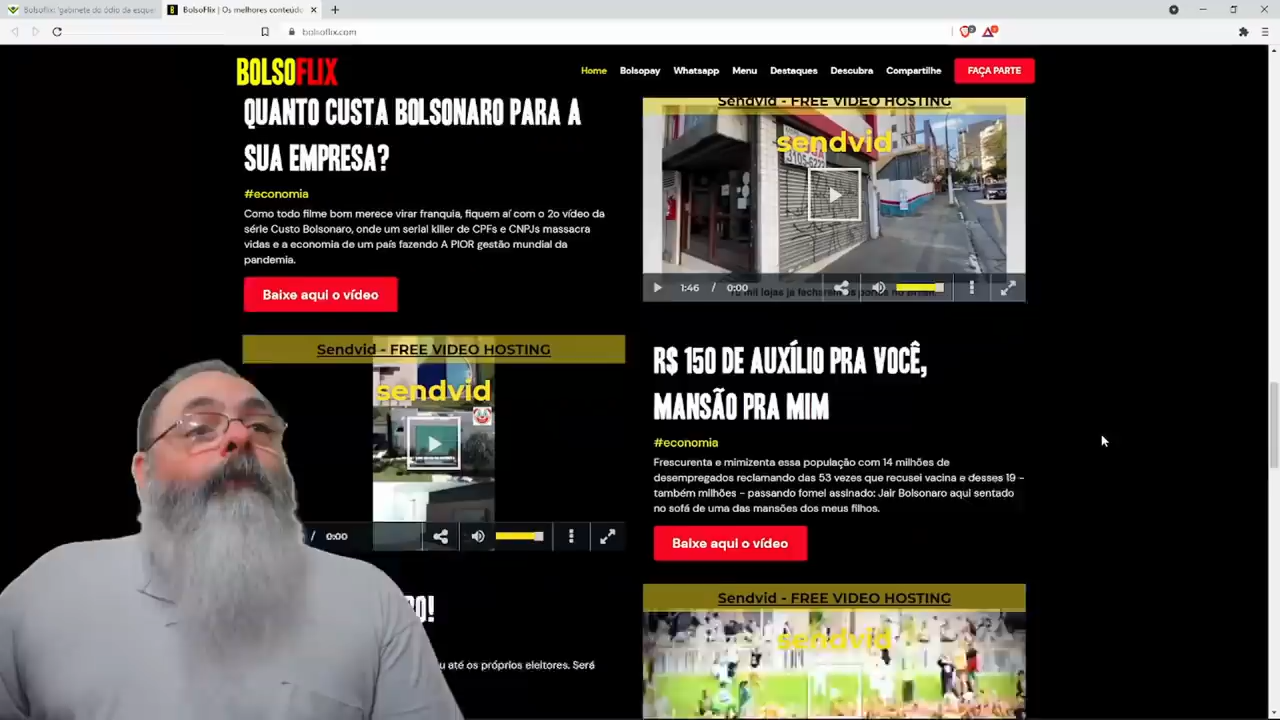 Bolsoflix: "gabinete do ódio da esque
BolsoFlix | Os melhores conteúdo
bolsoflix.com
BOLSOFLIX
Home Bolsopay Whatsapp Menu Destaques Descubra Compartilhe FAÇA PARTE
QUANTO CUSTA BOLSONARO PARA A
SUA EMPRESA?
#economia
Como todo filme bom merece virar franquia, fiquem aí com o 2o vídeo da
série Custo Bolsonaro, onde um serial killer de CPFs e CNPJs massacra
vidas e a economia de um país fazendo A PIOR gestão mundial da
pandemia.
Baixe aqui o vídeo
Sendvid - FREE VIDEO HOSTING
sendvid
1:46 / 0:00
Sendvid - FREE VIDEO HOSTING
sendvid
/ 0:00
R$ 150 DE AUXÍLIO PRA VOCÊ,
MANSÃO PRA MIM
#economia
Frescurenta e mimizenta essa população com 14 milhões de
desempregados reclamando das 53 vezes que recusei vacina e desses 19 -
também milhões - passando fome! assinado: Jair Bolsonaro aqui sentado
no sofá de uma das mansões dos meus filhos.
Baixe aqui o vídeo
Sendvid - FREE VIDEO HOSTING
sendvid
até os próprios eleitores. Será